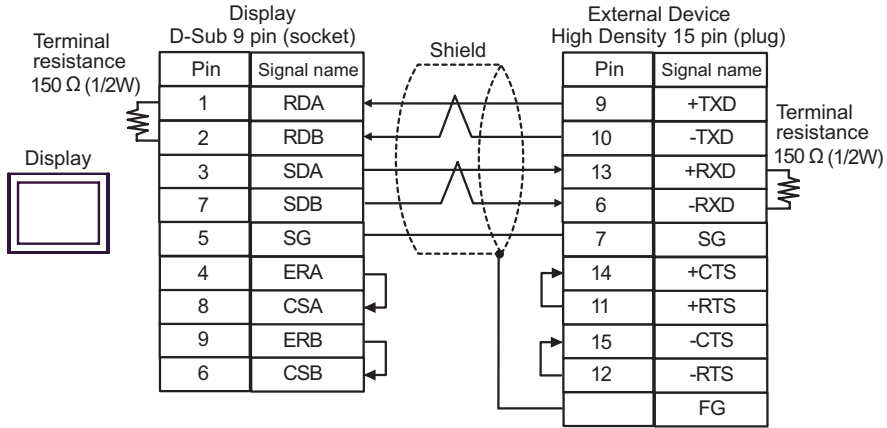 Display
D-Sub 9 pin (socket)
External Device
High Density 15 pin (plug)
Terminal
resistance
150 Ω (1/2W)
Shield
Pin Signal name
Pin Signal name
1 RDA
9 +TXD
2 RDB
10 -TXD
Terminal
resistance
150 Ω (1/2W)
Display
3 SDA
13 +RXD
7 SDB
6 -RXD
5 SG
7 SG
4 ERA
14 +CTS
8 CSA
11 +RTS
9 ERB
15 -CTS
6 CSB
12 -RTS
FG